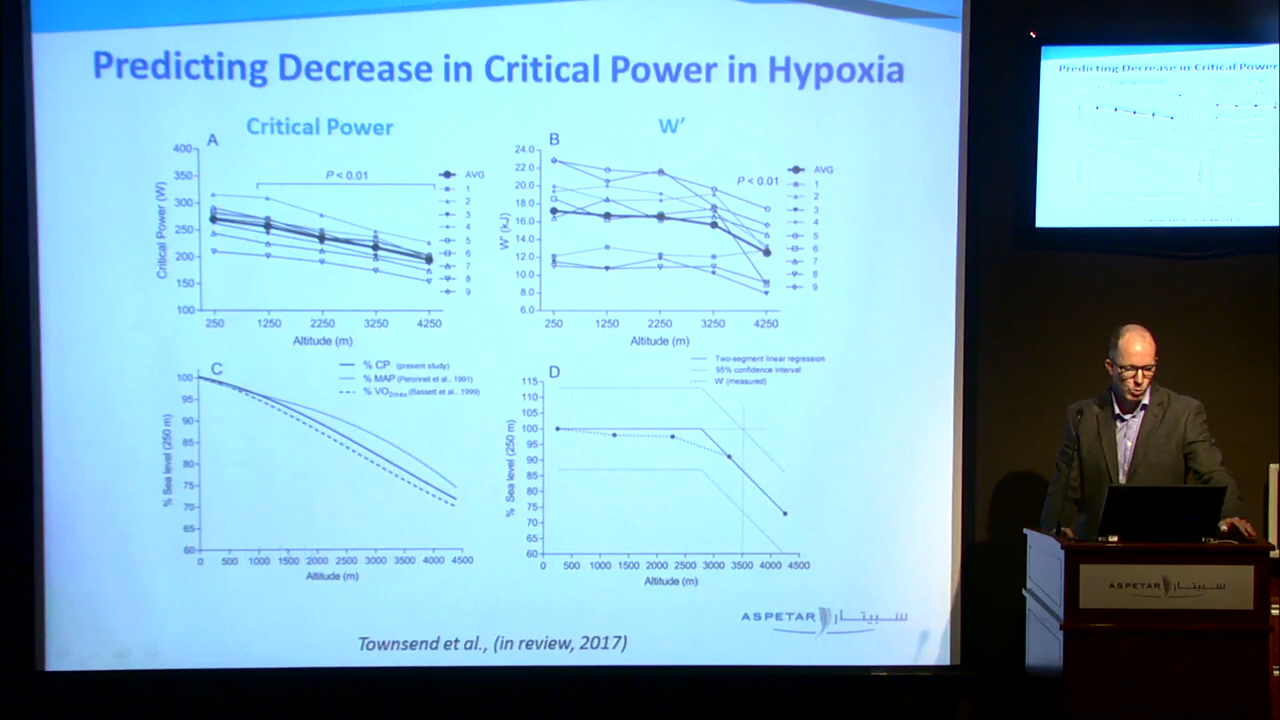 Predicting Decrease in Critical Power in Hypoxia
Critical Power
A
400
350
300
250
200
150
100
Critical Power (W)
P < 0.01
AVG
1
2
3
4
5
6
7
8
9
250 1250 2250 3250 4250
Altitude (m)
W'
B
24.0
22.0
20.0
18.0
16.0
14.0
12.0
10.0
8.0
6.0
W' (kJ)
P < 0.01
AVG
1
2
3
4
5
6
7
8
9
250 1250 2250 3250 4250
Altitude (m)
C
% CP (present study)
% MAP (Peronnet et al., 1991)
% VO2max (Bassett et al., 1999)
100
95
90
85
80
75
70
65
60
% Sea level (250 m)
0 500 1000 1500 2000 2500 3000 3500 4000 4500
Altitude (m)
D
Two-segment linear regression
95% confidence interval
W' (measured)
115
110
105
100
95
90
85
80
75
70
65
60
% Sea level (250 m)
0 500 1000 1500 2000 2500 3000 3500 4000 4500
Altitude (m)
ASPETAR سبيتار
Townsend et al., (in review, 2017)
Predicting Decrease in Critical Power
ASPETAR سبيتار